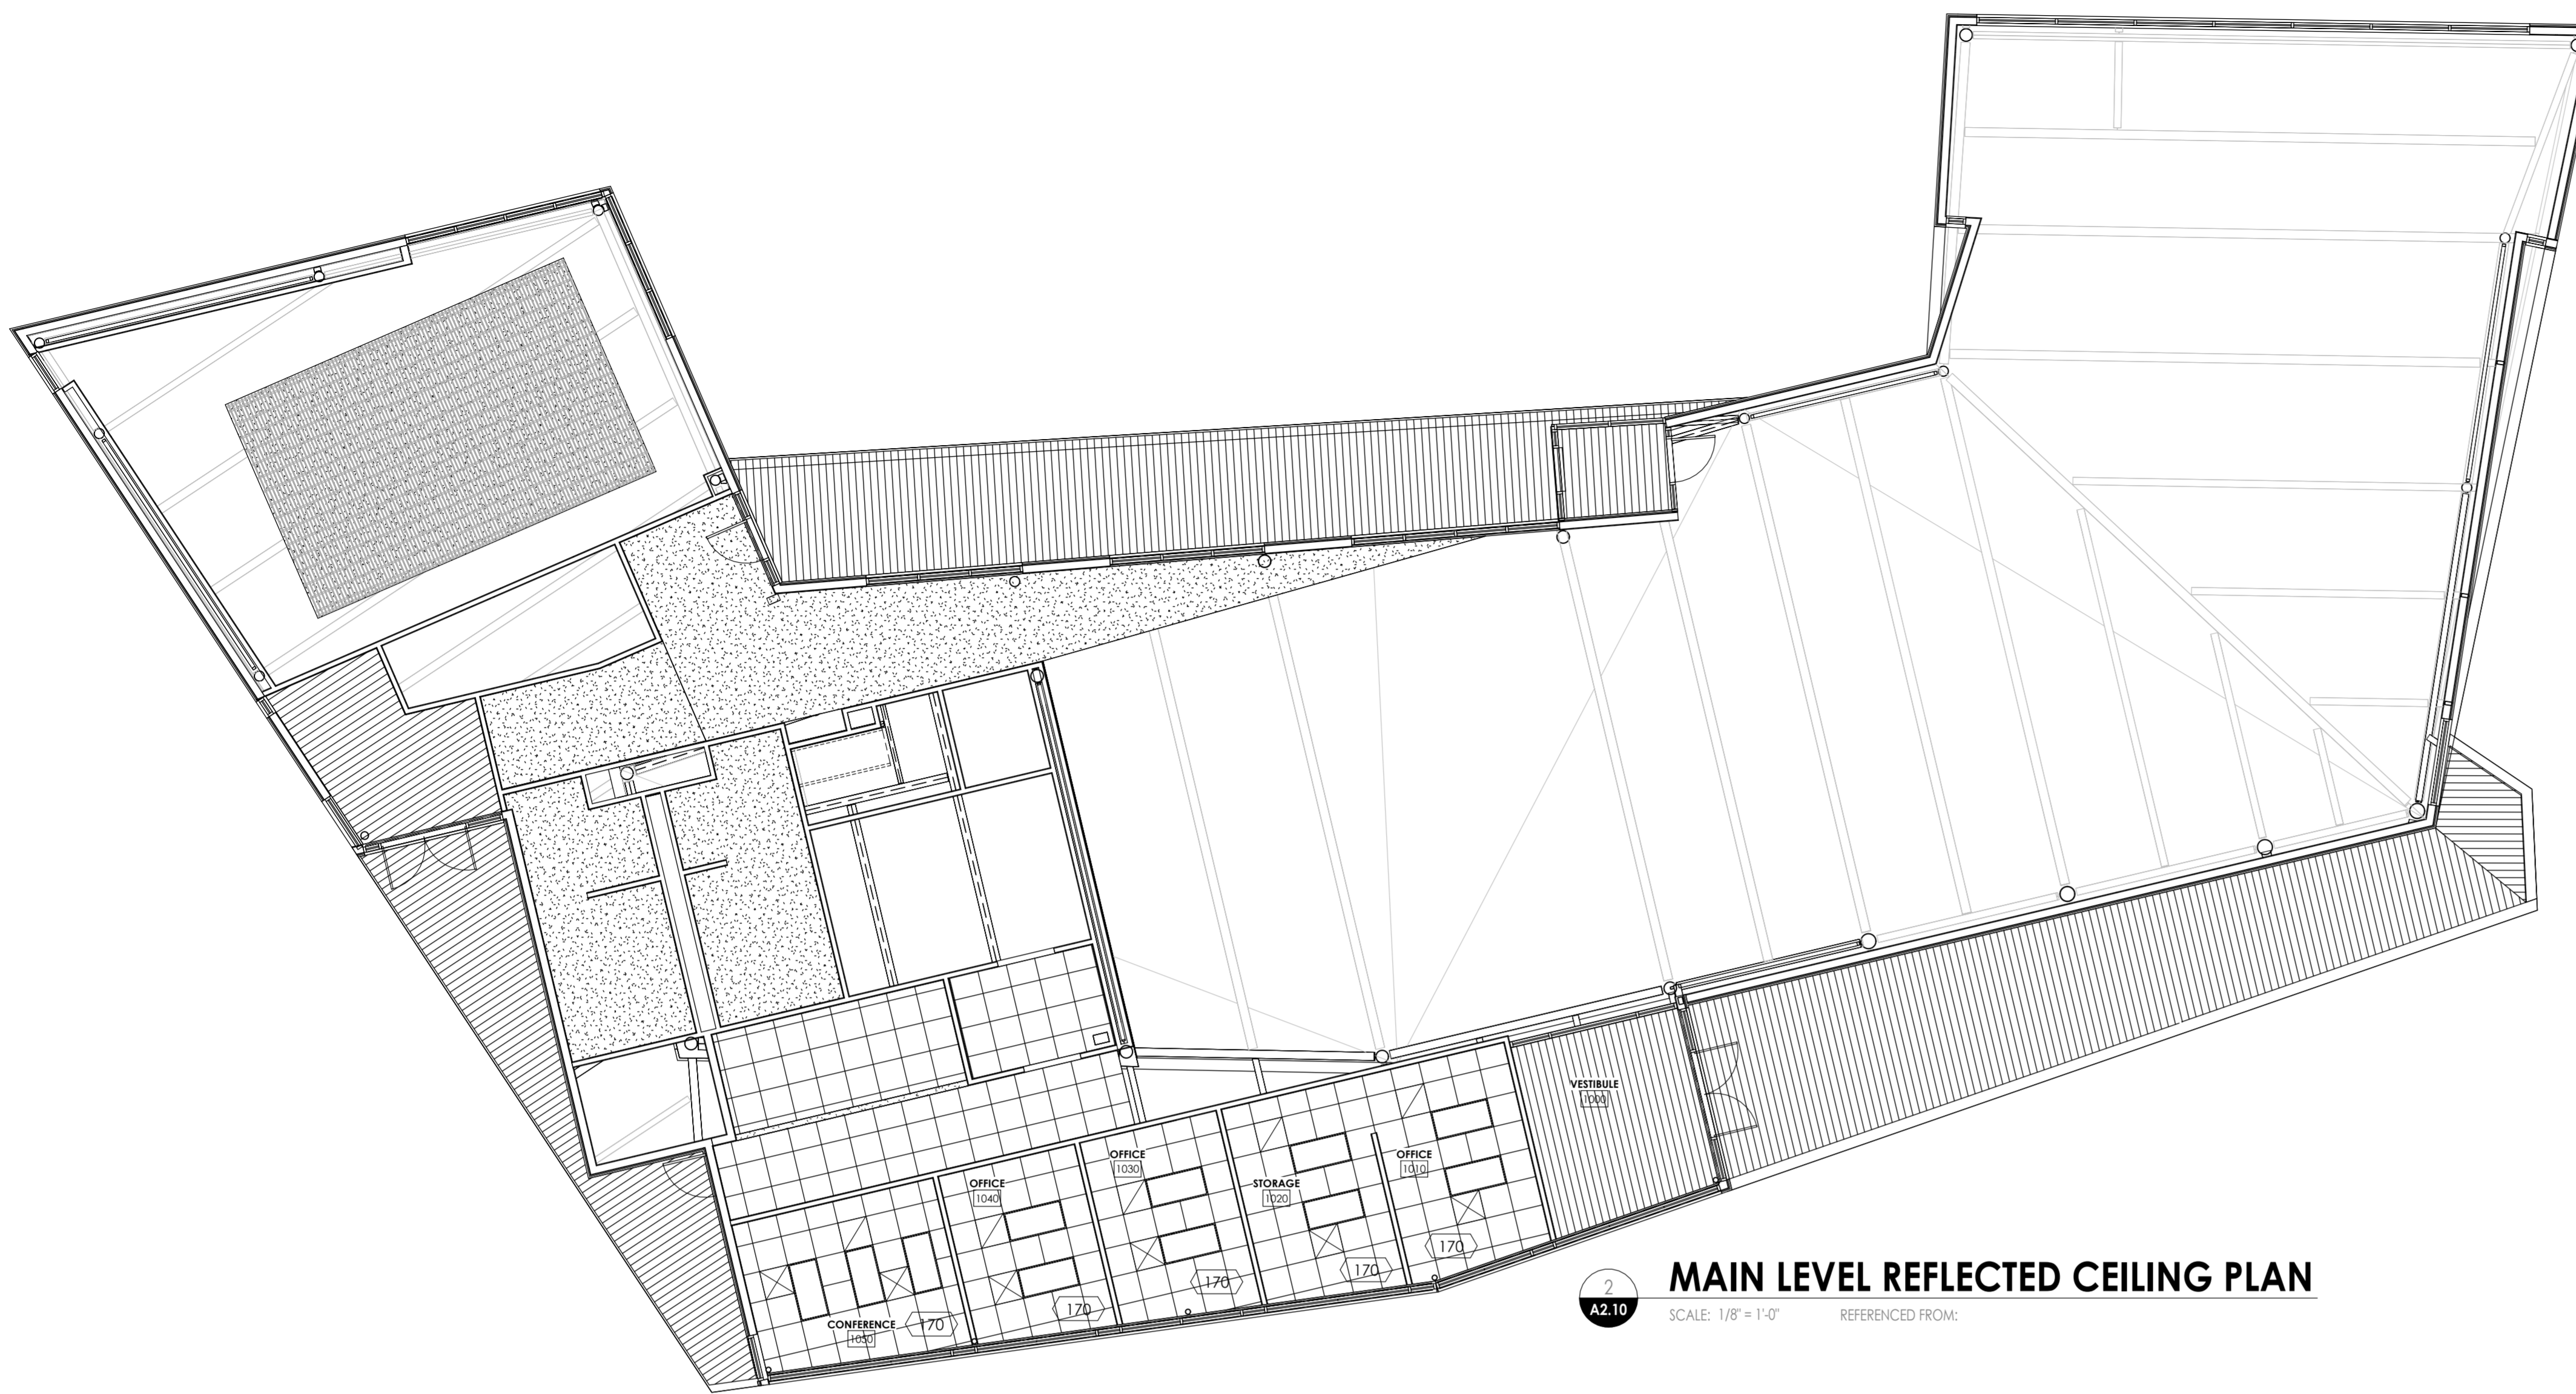 VESTIBULE
1000
OFFICE
1030
OFFICE
1010
OFFICE
1040
STORAGE
1020
170
170
170
170
CONFERENCE
1050
170
2
A2.10
MAIN LEVEL REFLECTED CEILING PLAN
SCALE: 1/8" = 1'-0"
REFERENCED FROM: